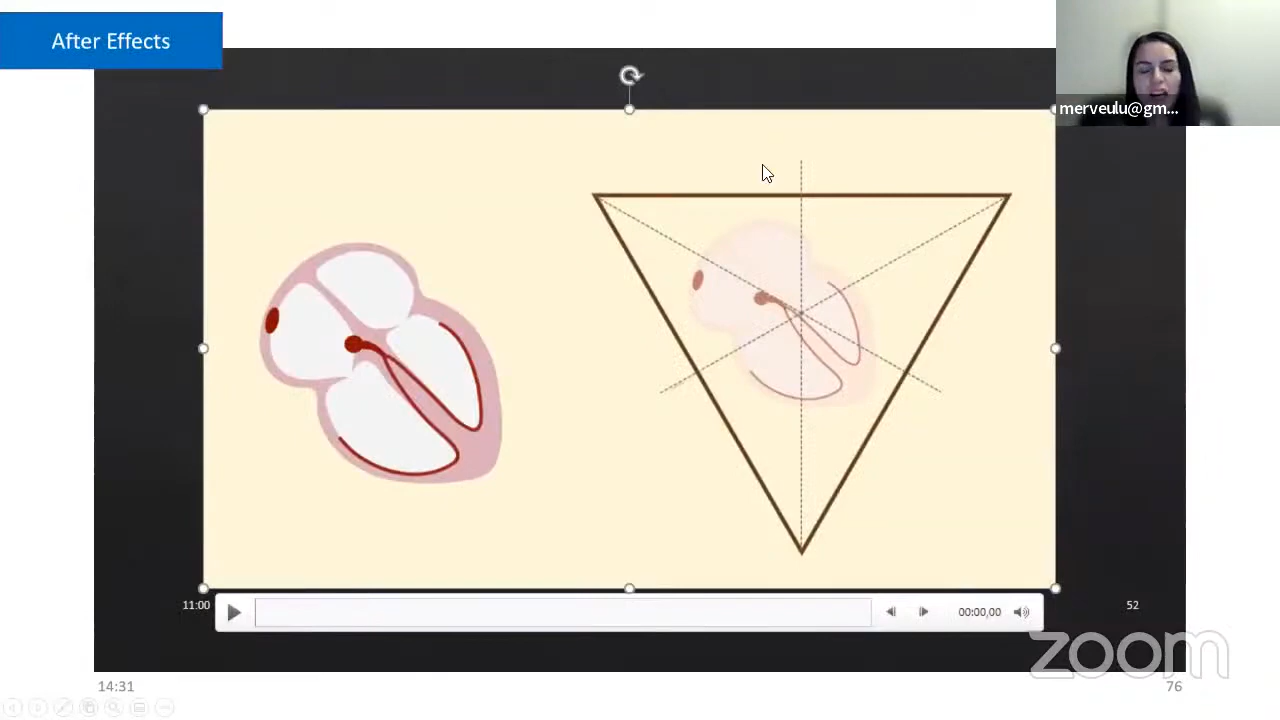 After Effects
merveulu@gm...
11:00
00:00,00
52
zoom
14:31
76